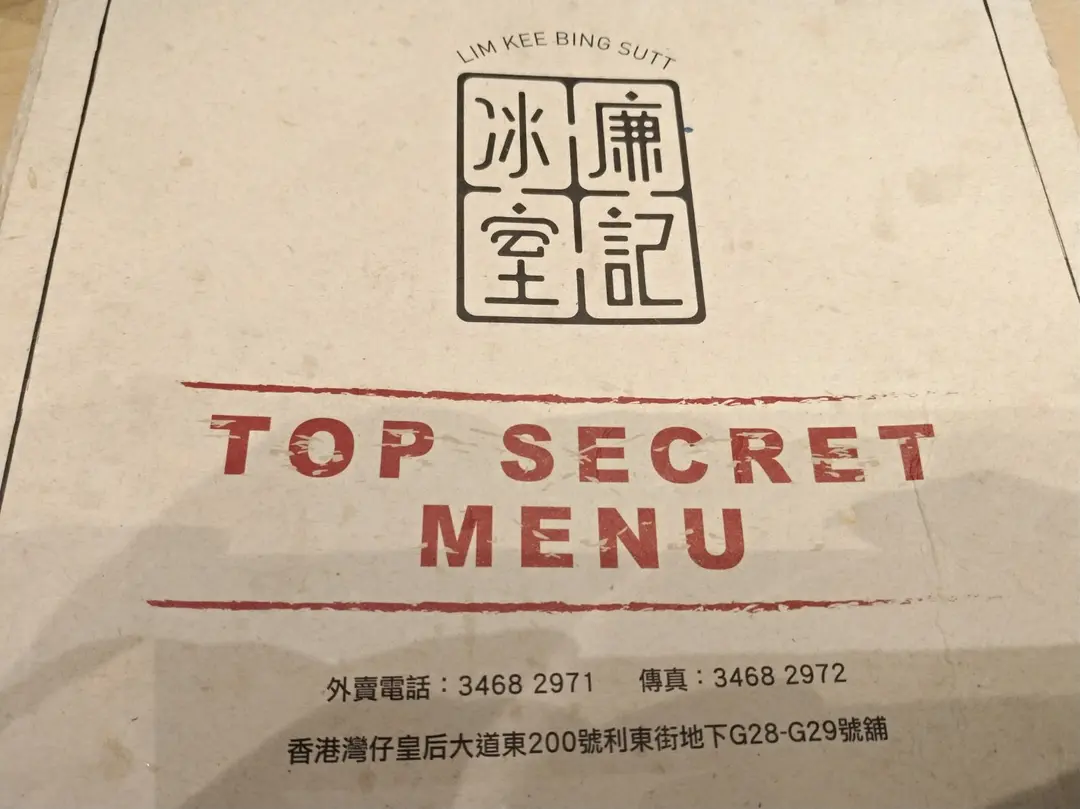 LIM KEE BING SUTT
廉記
冰室
TOP SECRET
MENU
外賣電話：3468 2971 傳真：3468 2972
香港灣仔皇后大道東200號利東街地下G28-G29號舖